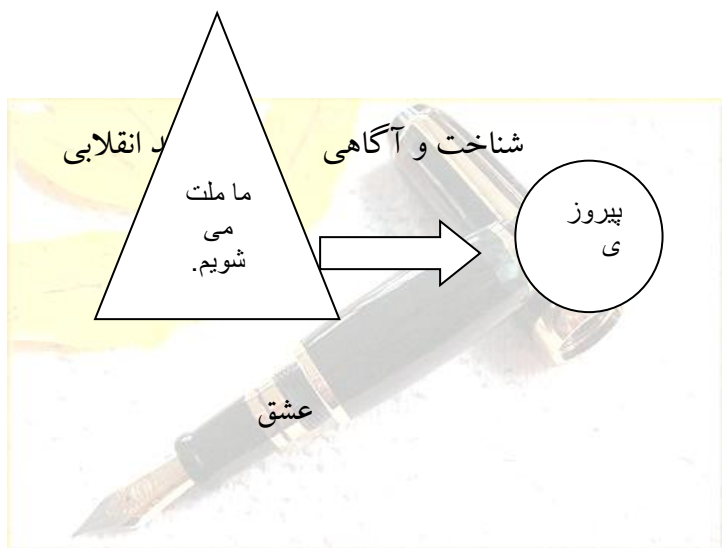 شناخت و آگاهی
د انقلابی
ما ملت
می
شویم.
پیروز
ی
عشق